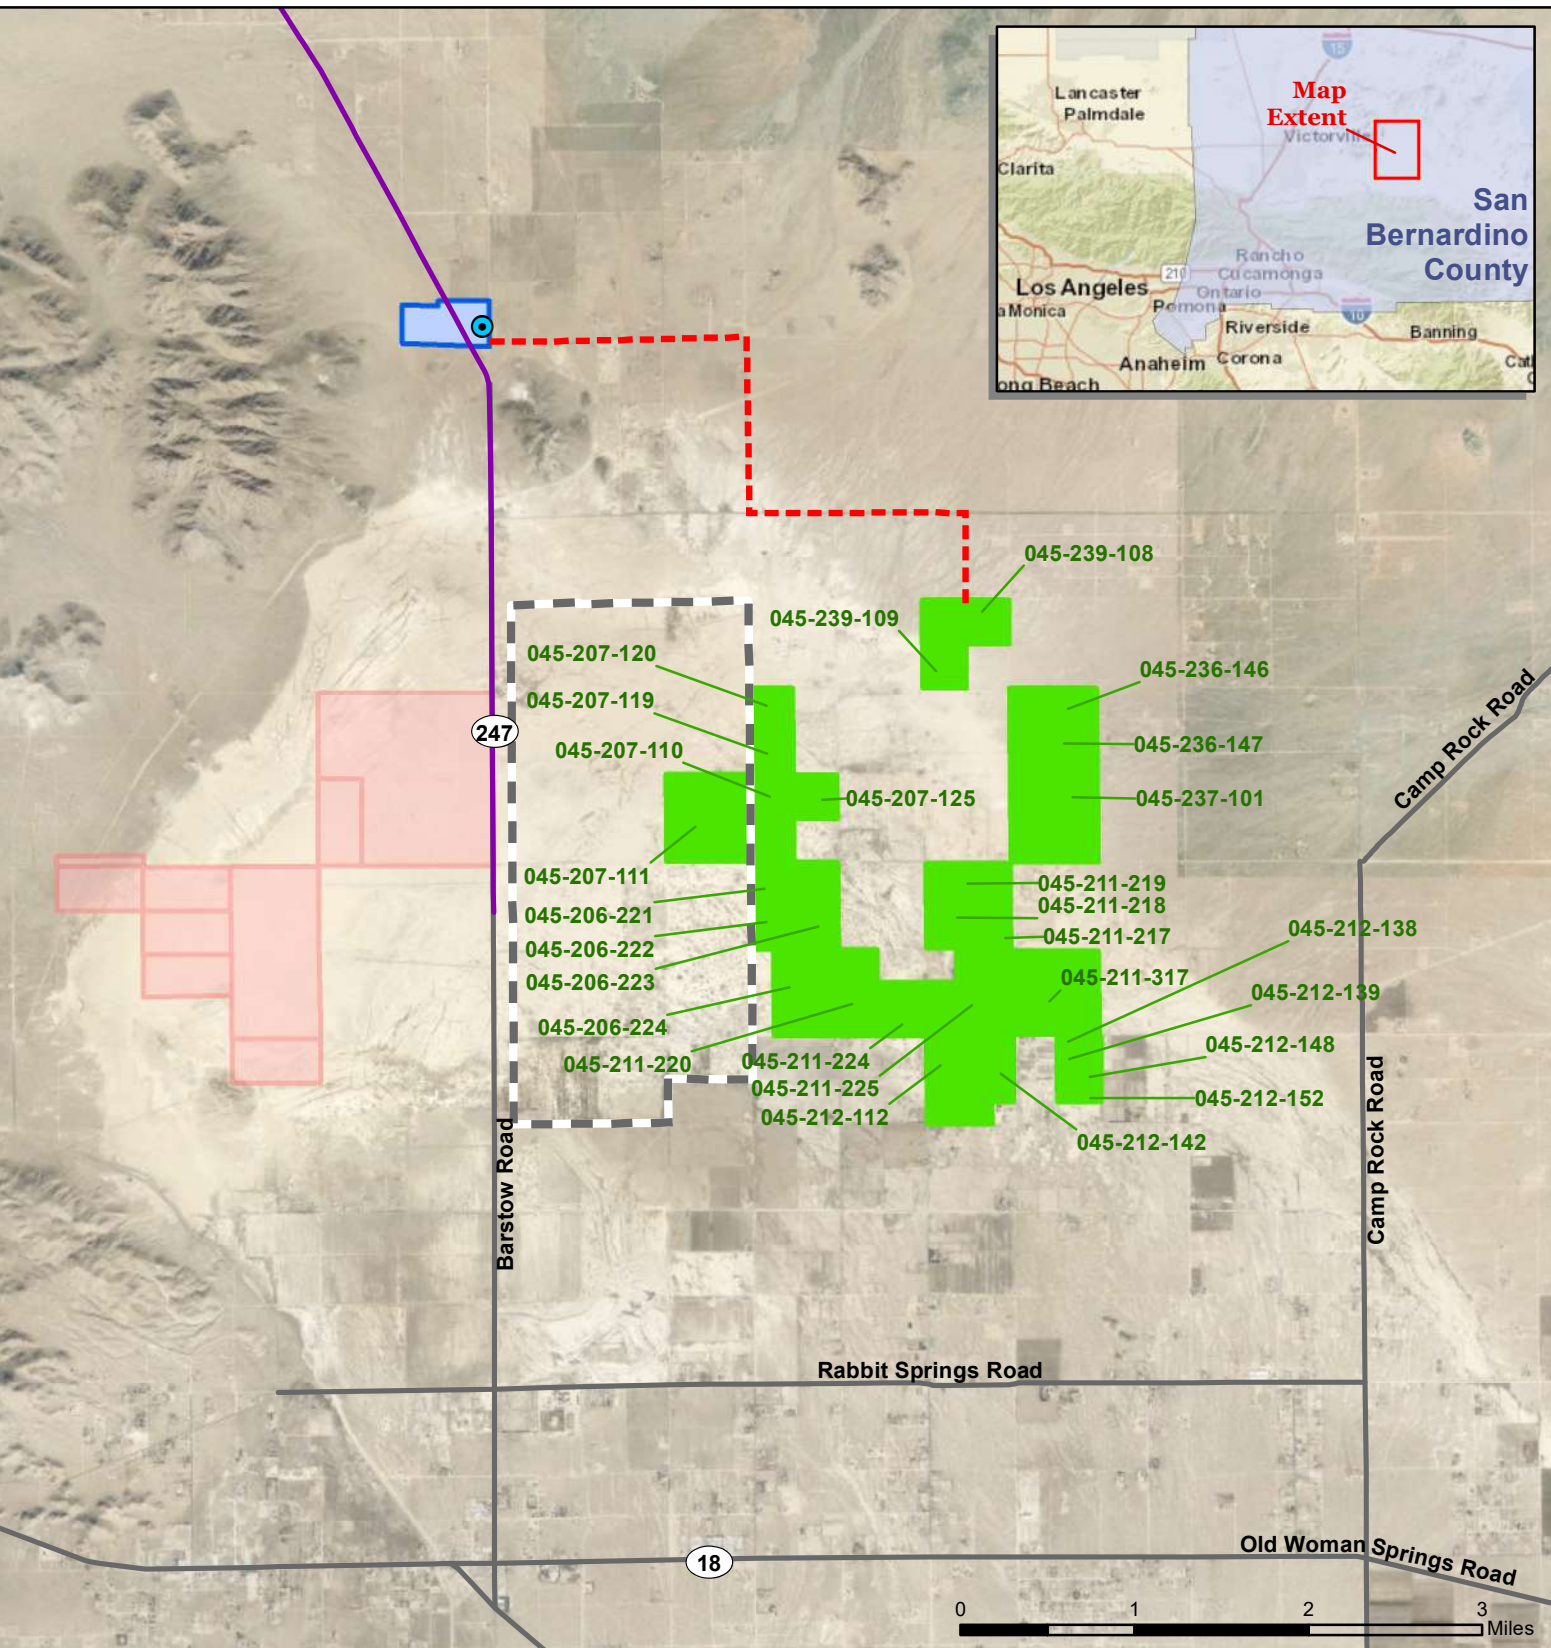 15
Lancaster
Palmdale
Map
Extent
Victorville
Clarita
San
Bernardino
County
Rancho
Cucamonga
210
Los Angeles
Ontario
a Monica
Pomona
10
Riverside
Banning
Anaheim
Corona
ong Beach
045-239-108
045-239-109
045-207-120
045-236-146
045-207-119
045-236-147
045-207-110
045-207-125
045-237-101
247
Camp Rock Road
045-207-111
045-211-219
045-211-218
045-206-221
045-211-217
045-212-138
045-206-222
045-206-223
045-211-317
045-212-139
045-206-224
045-212-148
045-211-220
045-211-224
045-211-225
045-212-152
045-212-112
045-212-142
Barstow Road
Camp Rock Road
Rabbit Springs Road
18
Old Woman Springs Road
0 1 2 3
Miles